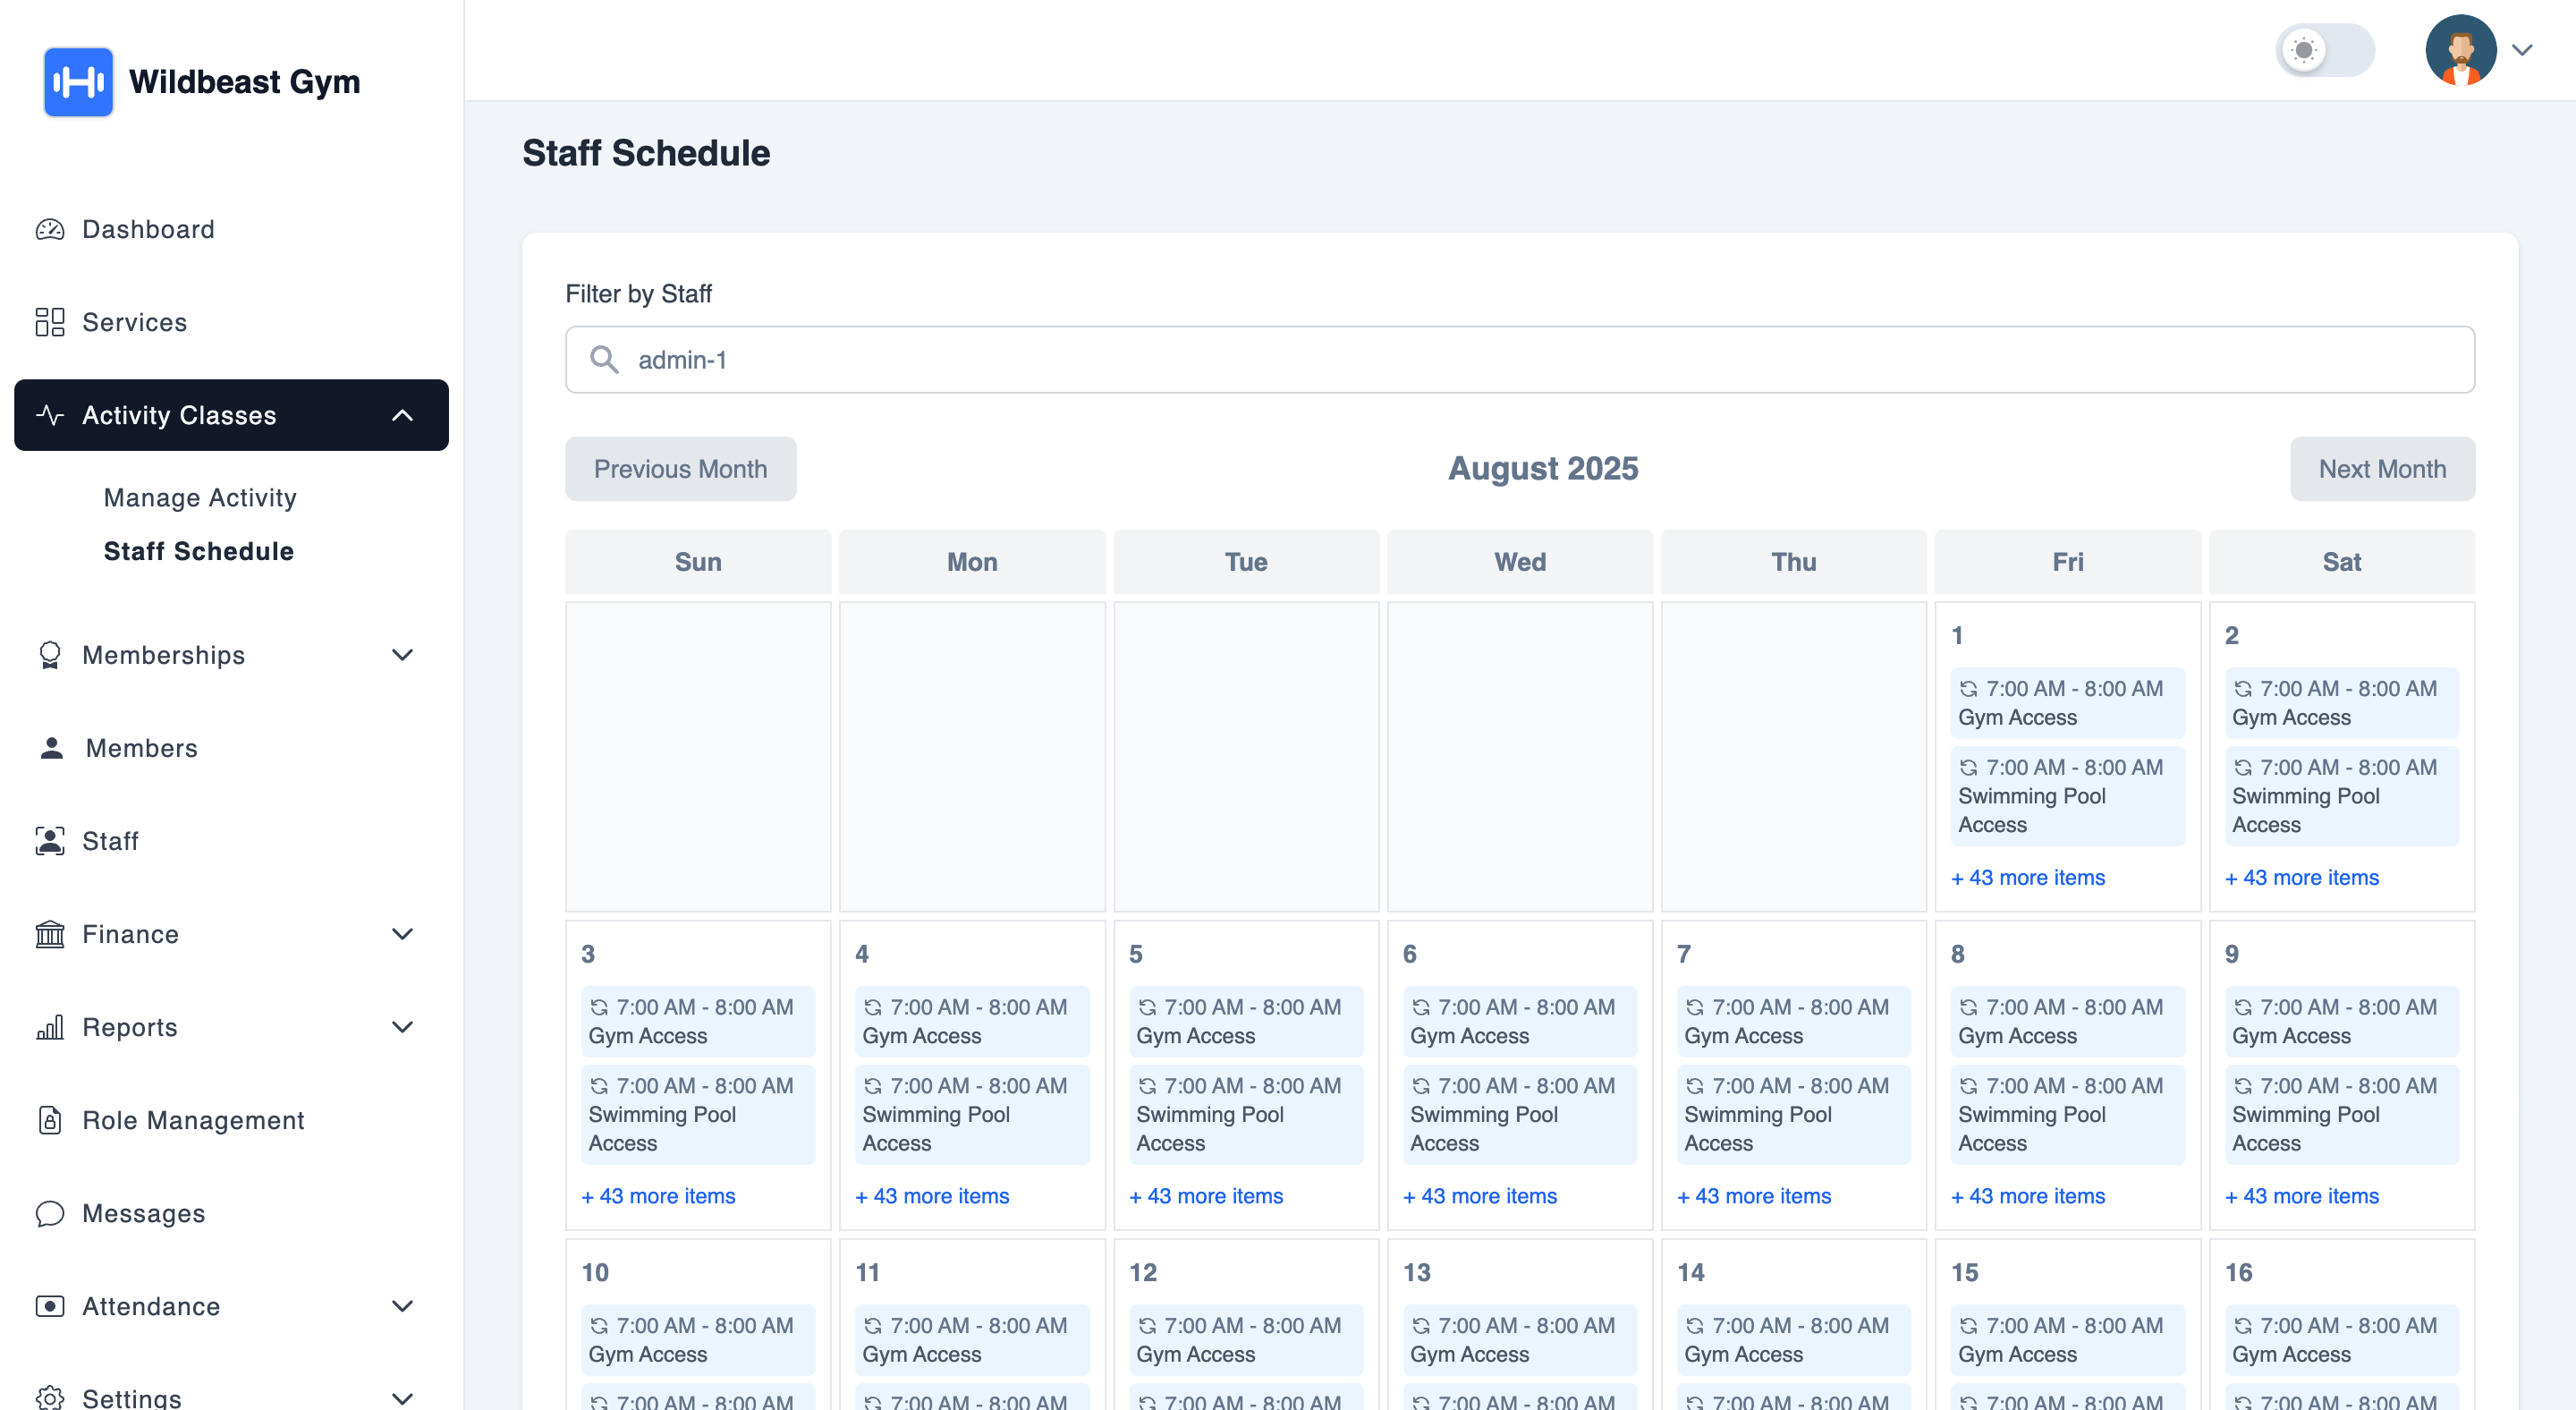 Wildbeast Gym
Dashboard
Services
Activity Classes
Manage Activity
Staff Schedule
Memberships
Members
Staff
Finance
Reports
Role Management
Messages
Attendance
Settings
Staff Schedule
Filter by Staff
admin-1
Previous Month
August 2025
Next Month
Sun Mon Tue Wed Thu Fri Sat
1
7:00 AM - 8:00 AM
Gym Access
7:00 AM - 8:00 AM
Swimming Pool
Access
+ 43 more items
2
7:00 AM - 8:00 AM
Gym Access
7:00 AM - 8:00 AM
Swimming Pool
Access
+ 43 more items
3
7:00 AM - 8:00 AM
Gym Access
7:00 AM - 8:00 AM
Swimming Pool
Access
+ 43 more items
4
7:00 AM - 8:00 AM
Gym Access
7:00 AM - 8:00 AM
Swimming Pool
Access
+ 43 more items
5
7:00 AM - 8:00 AM
Gym Access
7:00 AM - 8:00 AM
Swimming Pool
Access
+ 43 more items
6
7:00 AM - 8:00 AM
Gym Access
7:00 AM - 8:00 AM
Swimming Pool
Access
+ 43 more items
7
7:00 AM - 8:00 AM
Gym Access
7:00 AM - 8:00 AM
Swimming Pool
Access
+ 43 more items
8
7:00 AM - 8:00 AM
Gym Access
7:00 AM - 8:00 AM
Swimming Pool
Access
+ 43 more items
9
7:00 AM - 8:00 AM
Gym Access
7:00 AM - 8:00 AM
Swimming Pool
Access
+ 43 more items
10
7:00 AM - 8:00 AM
Gym Access
7:00 AM - 8:00 AM
11
7:00 AM - 8:00 AM
Gym Access
7:00 AM - 8:00 AM
12
7:00 AM - 8:00 AM
Gym Access
7:00 AM - 8:00 AM
13
7:00 AM - 8:00 AM
Gym Access
7:00 AM - 8:00 AM
14
7:00 AM - 8:00 AM
Gym Access
7:00 AM - 8:00 AM
15
7:00 AM - 8:00 AM
Gym Access
7:00 AM - 8:00 AM
16
7:00 AM - 8:00 AM
Gym Access
7:00 AM - 8:00 AM